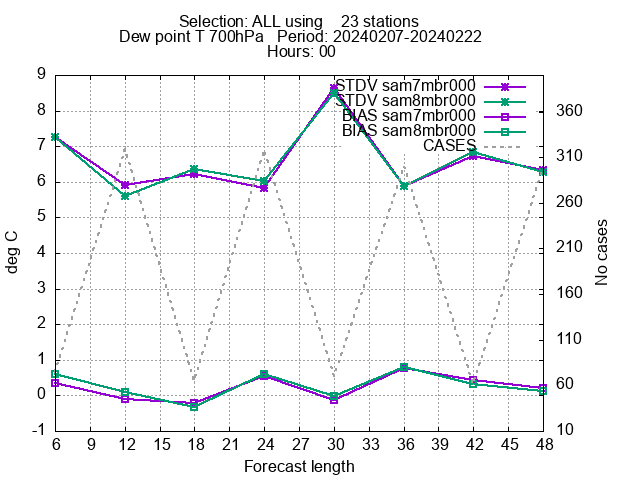 Selection: ALL using    23 stations
Dew point T 700hPa   Period: 20240207-20240222
Hours: 00
STDV sam7mbr000
STDV sam8mbr000
BIAS sam7mbr000
BIAS sam8mbr000
CASES
deg C
9
8
7
6
5
4
3
2
1
0
-1
360
310
260
210
160
110
60
10
No cases
6 9 12 15 18 21 24 27 30 33 36 39 42 45 48
Forecast length